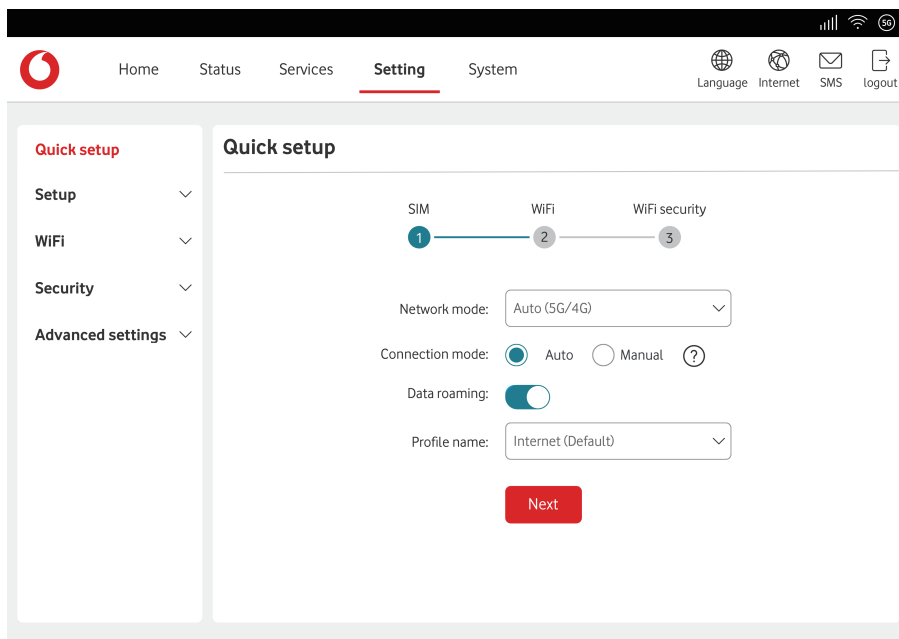 5G
Home Status Services Setting System
Language Internet SMS logout
Quick setup
Setup
WiFi
Security
Advanced settings
Quick setup
SIM WiFi WiFi security
1 2 3
Network mode: Auto (5G/4G)
Connection mode: Auto Manual ?
Data roaming:
Profile name: Internet (Default)
Next